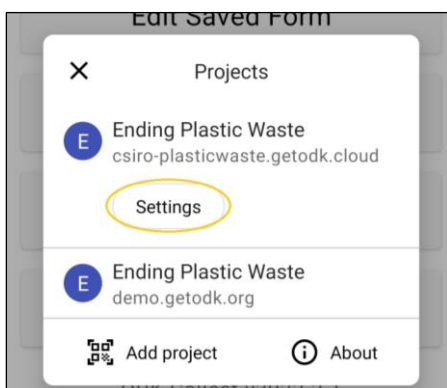 Edit Saved Form
Projects
E
Ending Plastic Waste
csiro-plasticwaste.getodk.cloud
Settings
E
Ending Plastic Waste
demo.getodk.org
Add project
About